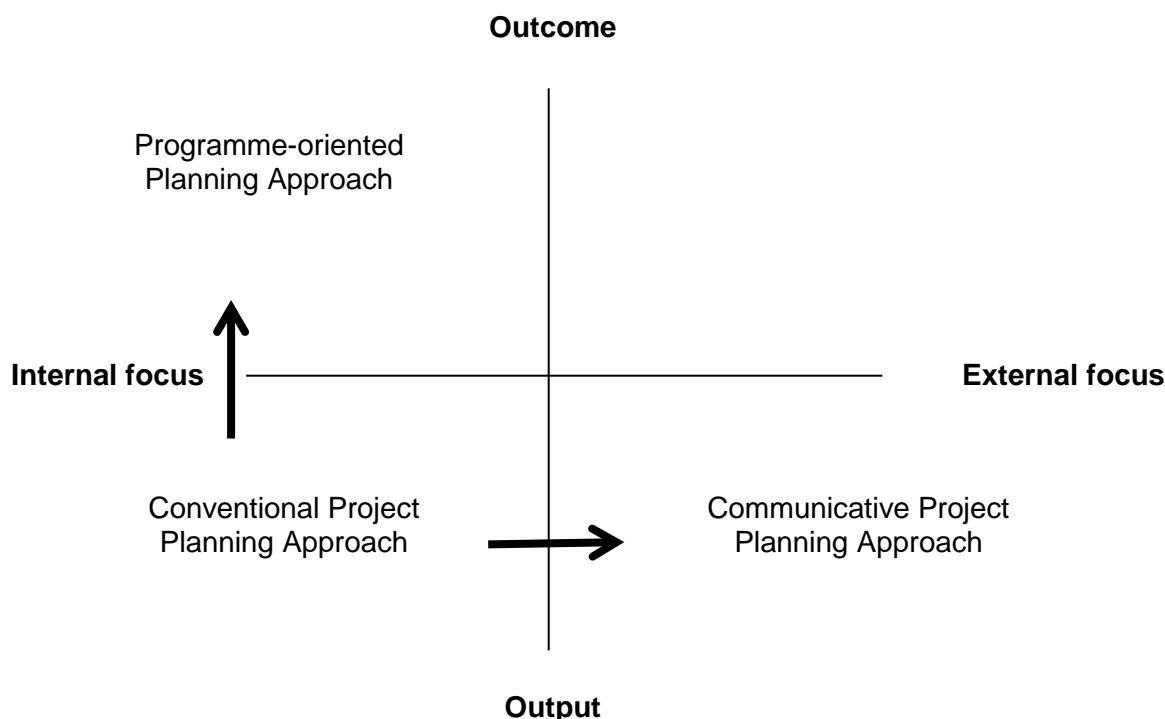 Outcome
Programme-oriented
Planning Approach
Internal focus
External focus
Conventional Project
Planning Approach
Communicative Project
Planning Approach
Output